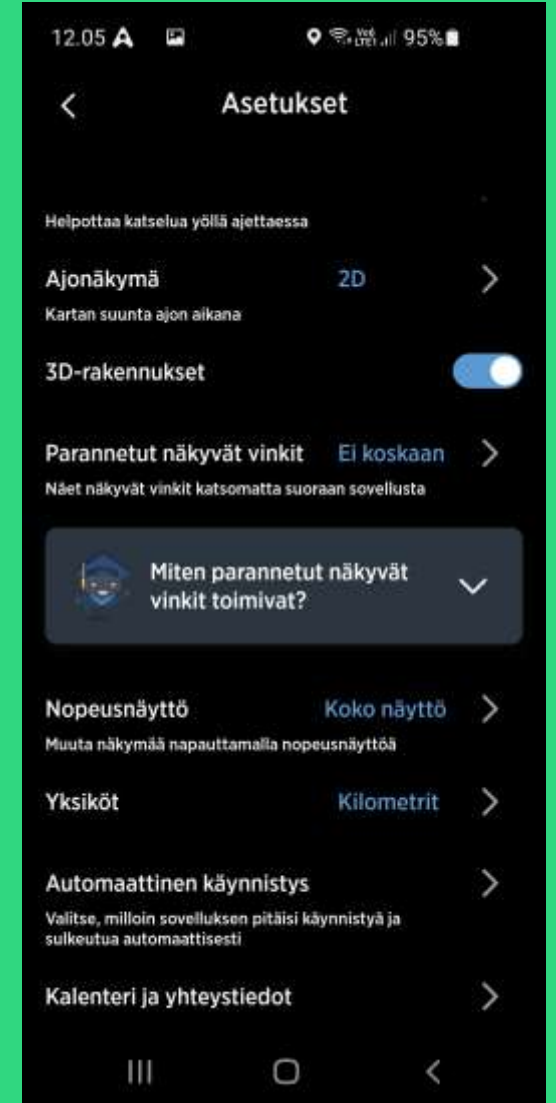 12.05 A 95%
Asetukset
Helpottaa katselua yöllä ajettaessa
Ajonäkymä 2D
Kartan suunta ajon aikana
3D-rakennukset
Parannetut näkyvät vinkit Ei koskaan
Näet näkyvät vinkit katsomatta suoraan sovellusta
Miten parannetut näkyvät
vinkit toimivat?
Nopeusnäyttö Koko näyttö
Muuta näkymää napauttamalla nopeusnäyttöä
Yksiköt Kilometrit
Automaattinen käynnistys
Valitse, milloin sovelluksen pitäisi käynnistyä ja
sulkeutua automaattisesti
Kalenteri ja yhteystiedot